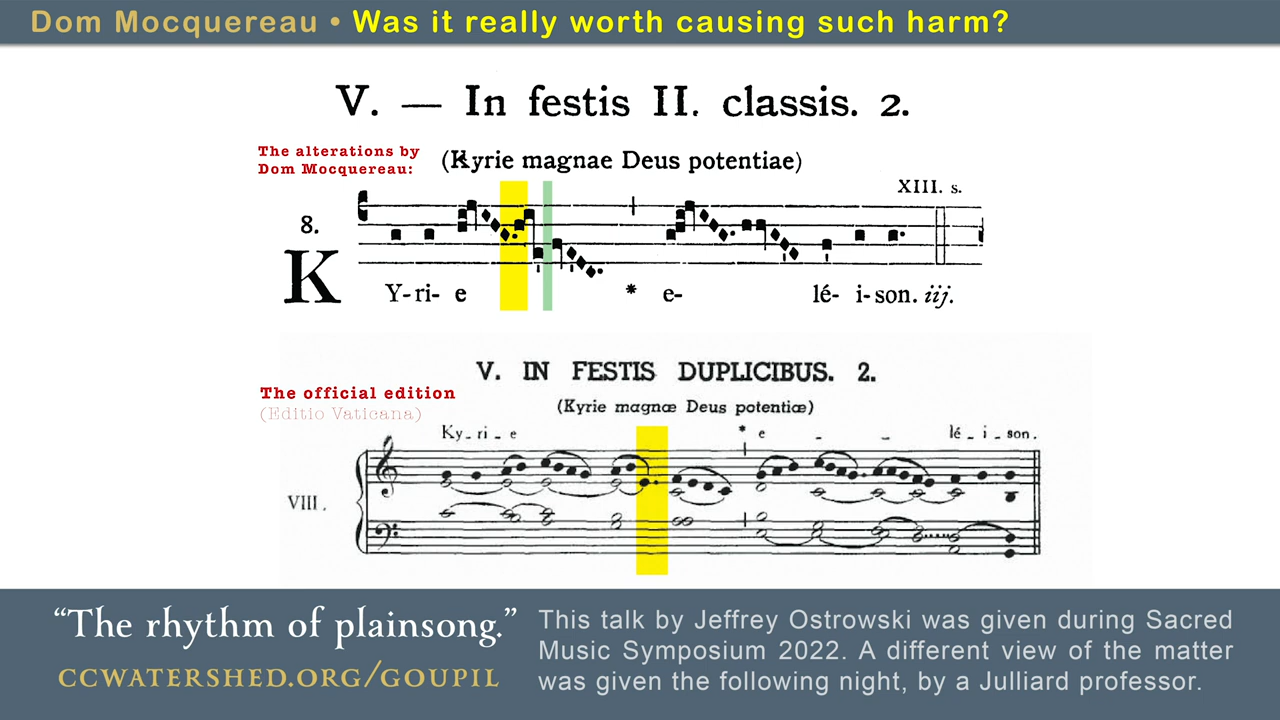 Dom Mocquereau • Was it really worth causing such harm?
V. — In festis II. classis. 2.
The alterations by
Dom Mocquereau:
(Kyrie magnae Deus potentiae)
XIII. s.
8.
K
Y-ri- e * e- lé- i-son. iij.
V. IN FESTIS DUPLICIBUS. 2.
The official edition
(Editio Vaticana)
(Kyrie magnæ Deus potentiæ)
Ky - ri - e * e - - lé - i - son.
VIII.
“The rhythm of plainsong.”
CCWATERSHED.ORG/GOUPIL
This talk by Jeffrey Ostrowski was given during Sacred
Music Symposium 2022. A different view of the matter
was given the following night, by a Julliard professor.